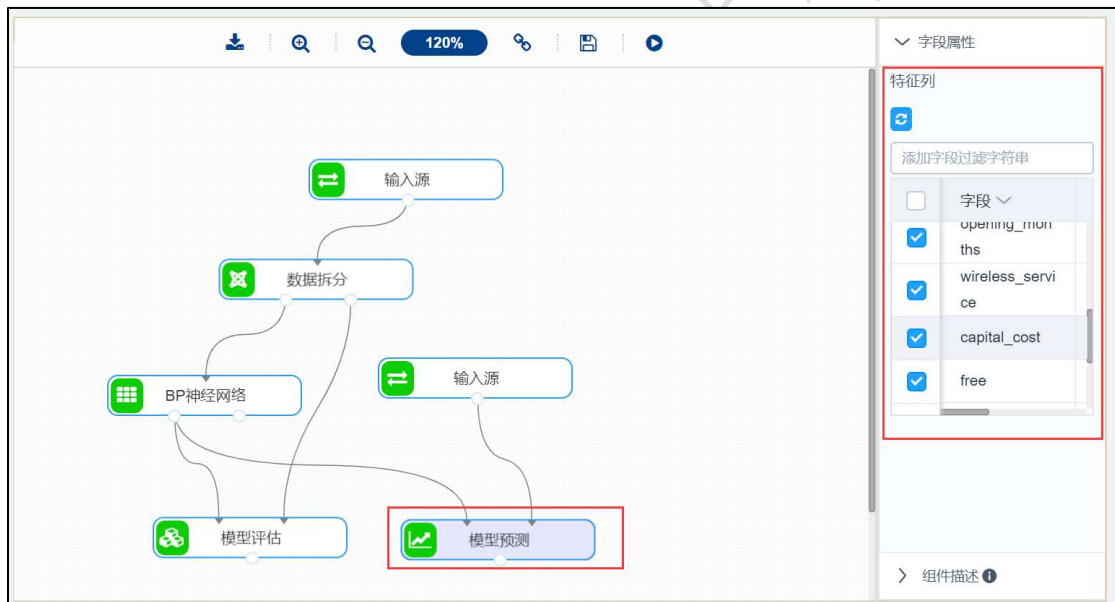 120%
字段属性
特征列
添加字段过滤字符串
字段
opening_mon
ths
wireless_servi
ce
capital_cost
free
输入源
数据拆分
BP神经网络
输入源
模型评估
模型预测
组件描述